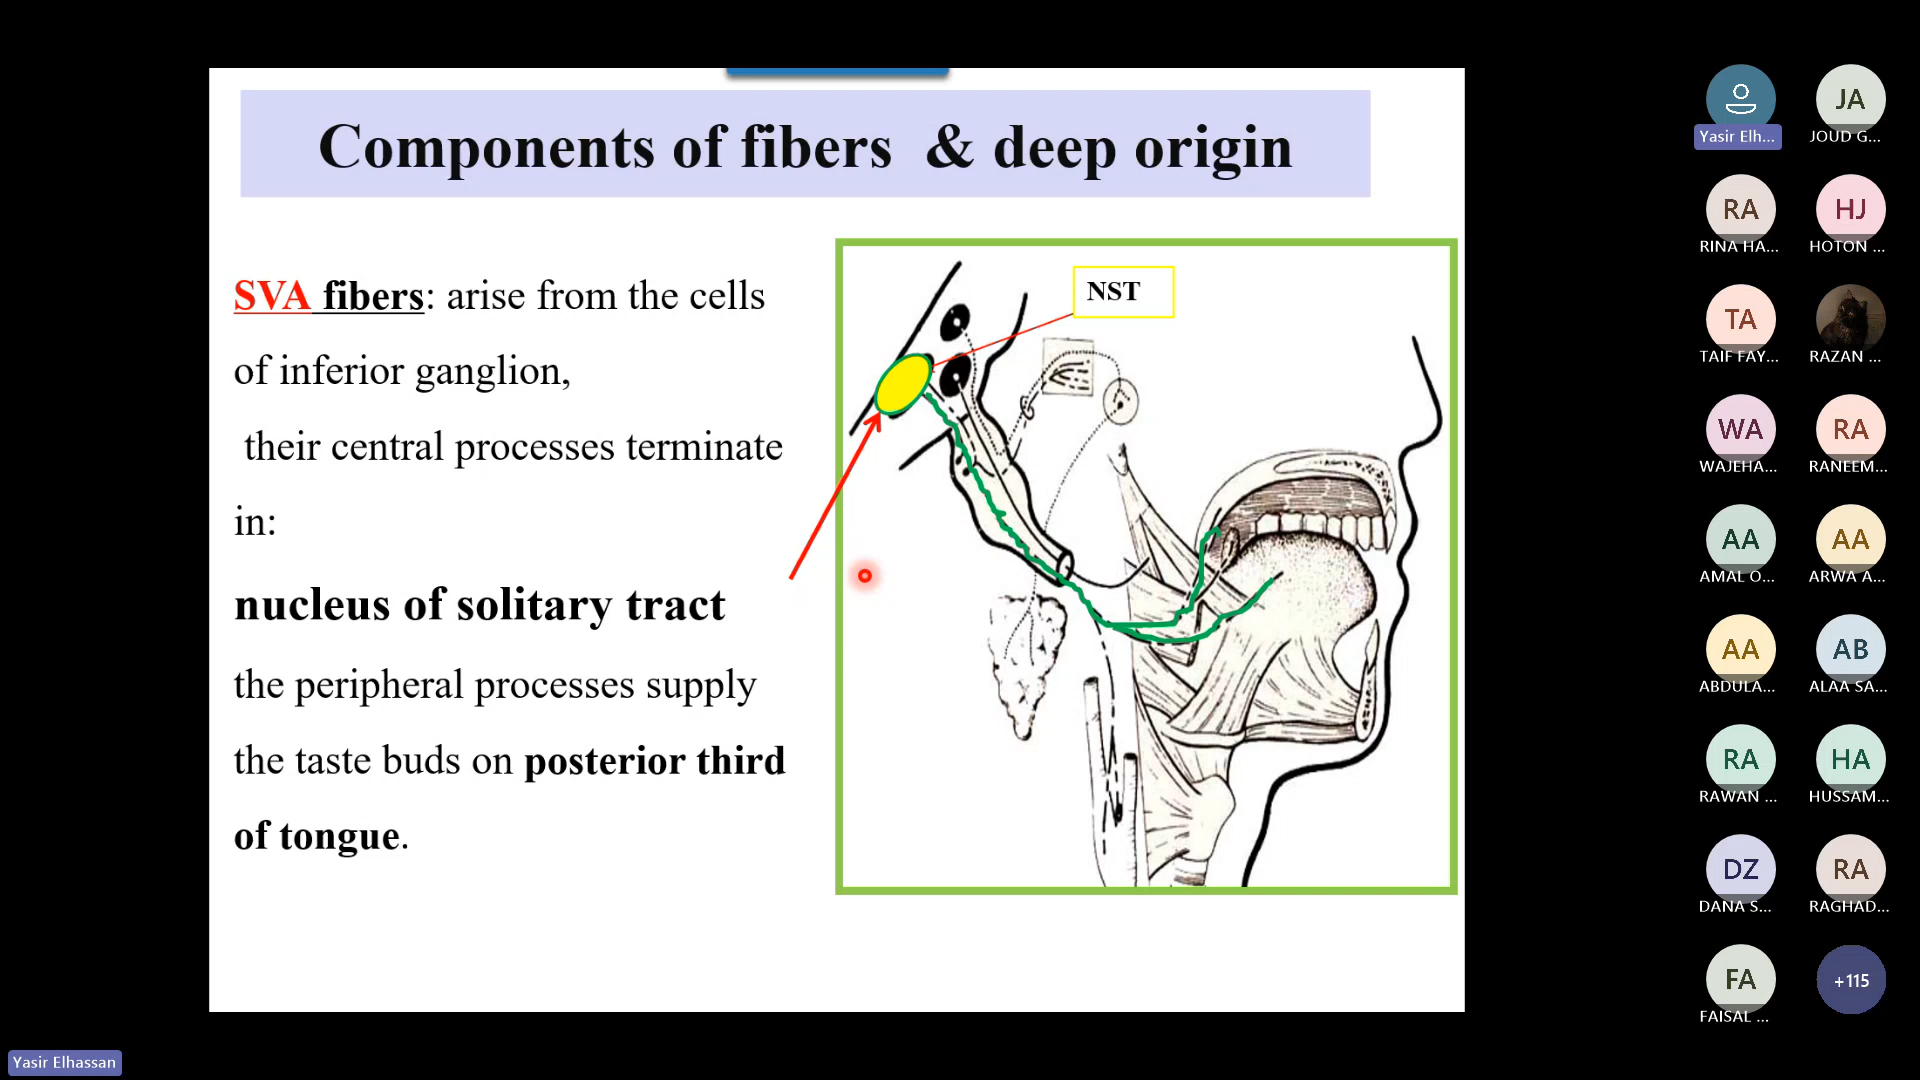 Components of fibers & deep origin
SVA fibers: arise from the cells
of inferior ganglion,
their central processes terminate
in:
nucleus of solitary tract
the peripheral processes supply
the taste buds on posterior third
of tongue.
NST
Yasir Elh...
JA
JOUD G...
RA
RINA HA...
HJ
HOTON ...
TA
TAIF FAY...
RAZAN ...
WA
WAJEHA...
RA
RANEEM...
AA
AMAL O...
AA
ARWA A...
AA
ABDULA...
AB
ALAA SA...
RA
RAWAN ...
HA
HUSSAM...
DZ
DANA S...
RA
RAGHAD...
FA
FAISAL ...
+115
Yasir Elhassan